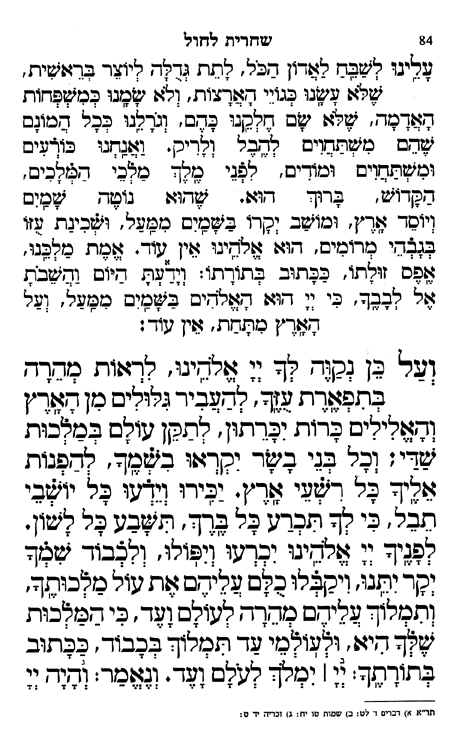 84 שחרית לחול
עָלֵינוּ לְשַׁבֵּחַ לַאֲדוֹן הַכֹּל, לָתֵת גְּדֻלָּה לְיוֹצֵר בְּרֵאשִׁית,
שֶׁלֹּא עָשָׂנוּ כְּגוֹיֵי הָאֲרָצוֹת, וְלֹא שָׂמָנוּ כְּמִשְׁפְּחוֹת
הָאֲדָמָה, שֶׁלֹּא שָׂם חֶלְקֵנוּ כָּהֶם, וְגֹרָלֵנוּ כְּכָל הֲמוֹנָם
שֶׁהֵם מִשְׁתַּחֲוִים לְהֶבֶל וְלָרִיק. וַאֲנַחְנוּ כּוֹרְעִים
וּמִשְׁתַּחֲוִים וּמוֹדִים, לִפְנֵי מֶלֶךְ מַלְכֵי הַמְּלָכִים,
הַקָּדוֹשׁ, בָּרוּךְ הוּא. שֶׁהוּא נוֹטֶה שָׁמַיִם
וְיוֹסֵד אָרֶץ, וּמוֹשַׁב יְקָרוֹ בַּשָּׁמַיִם מִמַּעַל, וּשְׁכִינַת עֻזּוֹ
בְּגָבְהֵי מְרוֹמִים, הוּא אֱלֹהֵינוּ אֵין עוֹד. אֱמֶת מַלְכֵּנוּ,
אֶפֶס זוּלָתוֹ, כַּכָּתוּב בְּתוֹרָתוֹ: וְיָדַעְתָּ הַיּוֹם וַהֲשֵׁבֹתָ
אֶל לְבָבֶךָ, כִּי יְיָ הוּא הָאֱלֹהִים בַּשָּׁמַיִם מִמַּעַל, וְעַל
הָאָרֶץ מִתָּחַת, אֵין עוֹד:
וְעַל כֵּן נְקַוֶּה לְּךָ יְיָ אֱלֹהֵינוּ, לִרְאוֹת מְהֵרָה
בְּתִפְאֶרֶת עֻזֶּךָ, לְהַעֲבִיר גִּלּוּלִים מִן הָאָרֶץ
וְהָאֱלִילִים כָּרוֹת יִכָּרֵתוּן, לְתַקֵּן עוֹלָם בְּמַלְכוּת
שַׁדַּי; וְכָל בְּנֵי בָשָׂר יִקְרְאוּ בִשְׁמֶךָ, לְהַפְנוֹת
אֵלֶיךָ כָּל רִשְׁעֵי אָרֶץ. יַכִּירוּ וְיֵדְעוּ כָּל יוֹשְׁבֵי
תֵבֵל, כִּי לְךָ תִּכְרַע כָּל בֶּרֶךְ, תִּשָּׁבַע כָּל לָשׁוֹן.
לְפָנֶיךָ יְיָ אֱלֹהֵינוּ יִכְרְעוּ וְיִפֹּלוּ, וְלִכְבוֹד שִׁמְךָ
יְקָר יִתֵּנוּ, וִיקַבְּלוּ כֻלָּם עֲלֵיהֶם אֶת עוֹל מַלְכוּתֶךָ,
וְתִמְלוֹךְ עֲלֵיהֶם מְהֵרָה לְעוֹלָם וָעֶד, כִּי הַמַּלְכוּת
שֶׁלְּךָ הִיא, וּלְעוֹלְמֵי עַד תִּמְלוֹךְ בְּכָבוֹד, כַּכָּתוּב
בְּתוֹרָתֶךָ: יְיָ | יִמְלֹךְ לְעֹלָם וָעֶד. וְנֶאֱמַר: וְהָיָה יְיָ
תר״א א) דברים ד לט: ב) שמות טו יח: ג) זכריה יד ט: